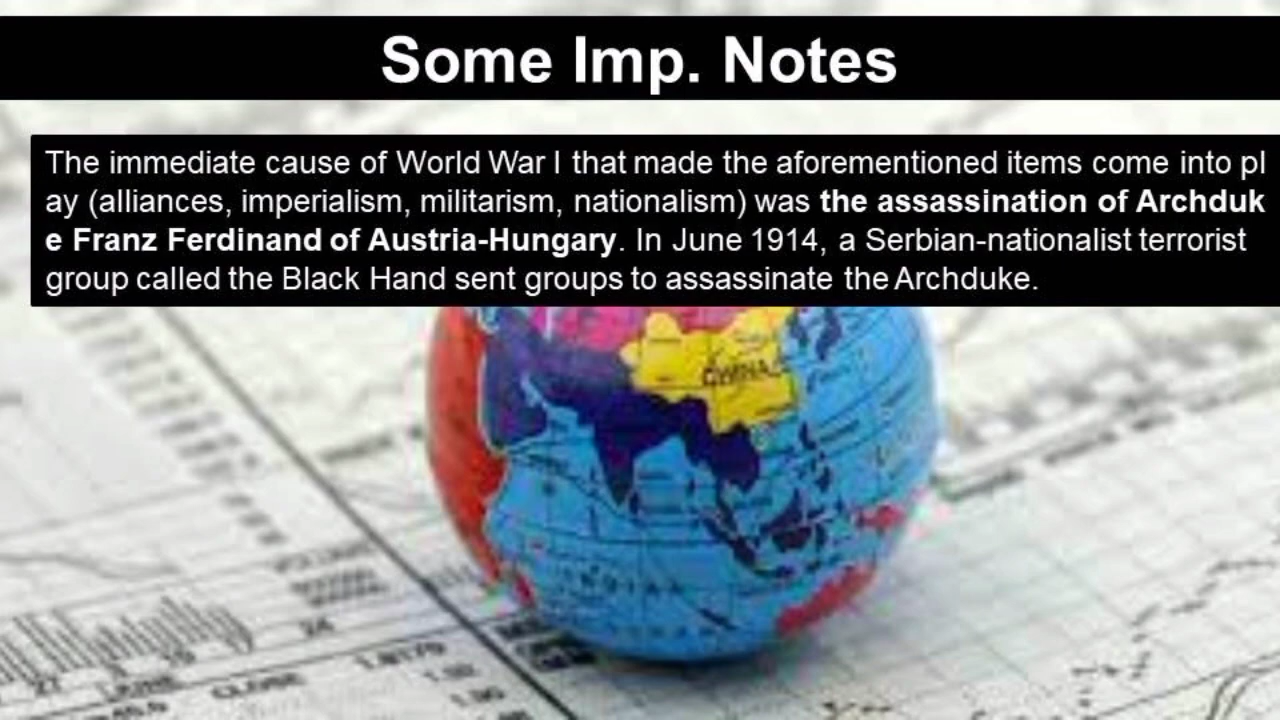 Some Imp. Notes
The immediate cause of World War I that made the aforementioned items come into pl
ay (alliances, imperialism, militarism, nationalism) was the assassination of Archduk
e Franz Ferdinand of Austria-Hungary. In June 1914, a Serbian-nationalist terrorist
group called the Black Hand sent groups to assassinate the Archduke.
CHINA
INDIAN
CLOSE